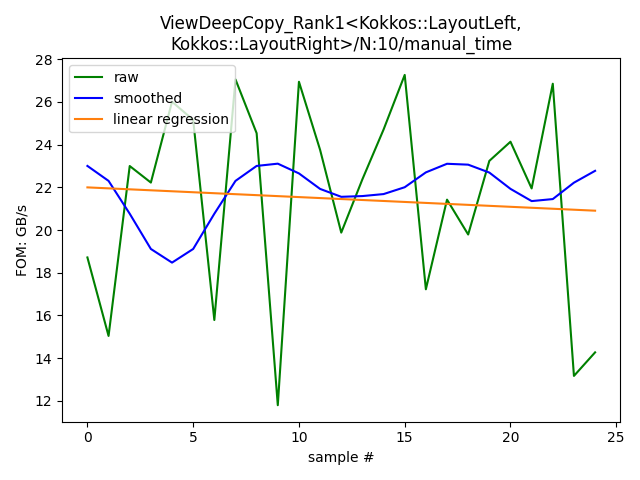 ViewDeepCopy_Rank1<Kokkos::LayoutLeft,
Kokkos::LayoutRight>/N:10/manual_time
raw
smoothed
linear regression
FOM: GB/s
28
26
24
22
20
18
16
14
12
0 5 10 15 20 25
sample #